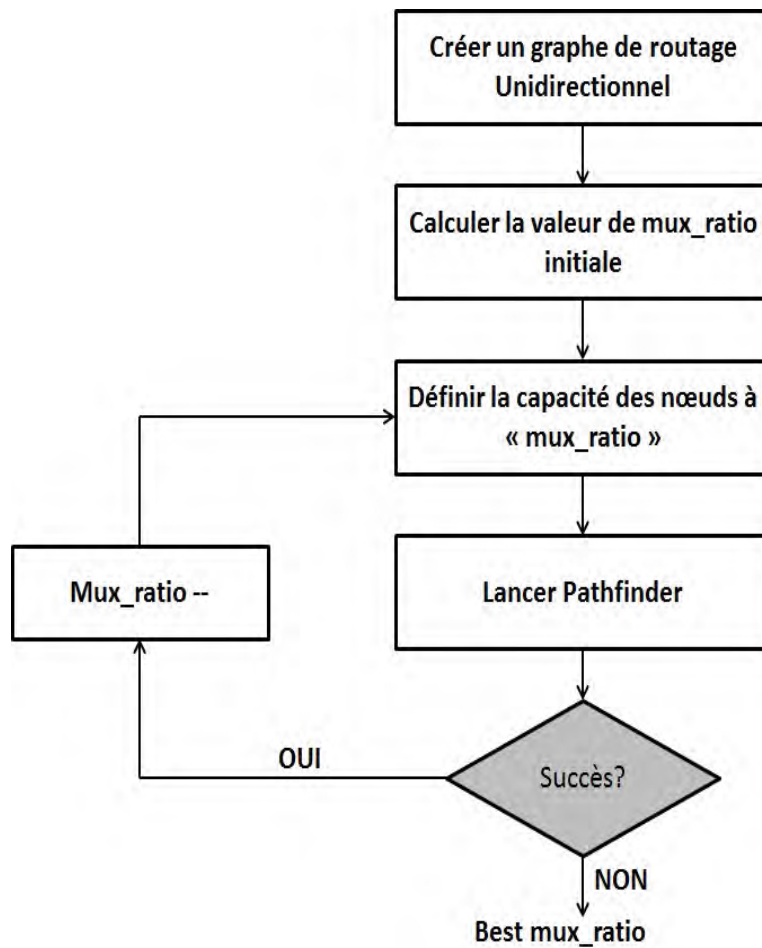 Créer un graphe de routage
Unidirectionnel
Calculer la valeur de mux_ratio
initiale
Définir la capacité des nœuds à
« mux_ratio »
Mux_ratio --
Lancer Pathfinder
OUI
Succès?
NON
Best mux_ratio